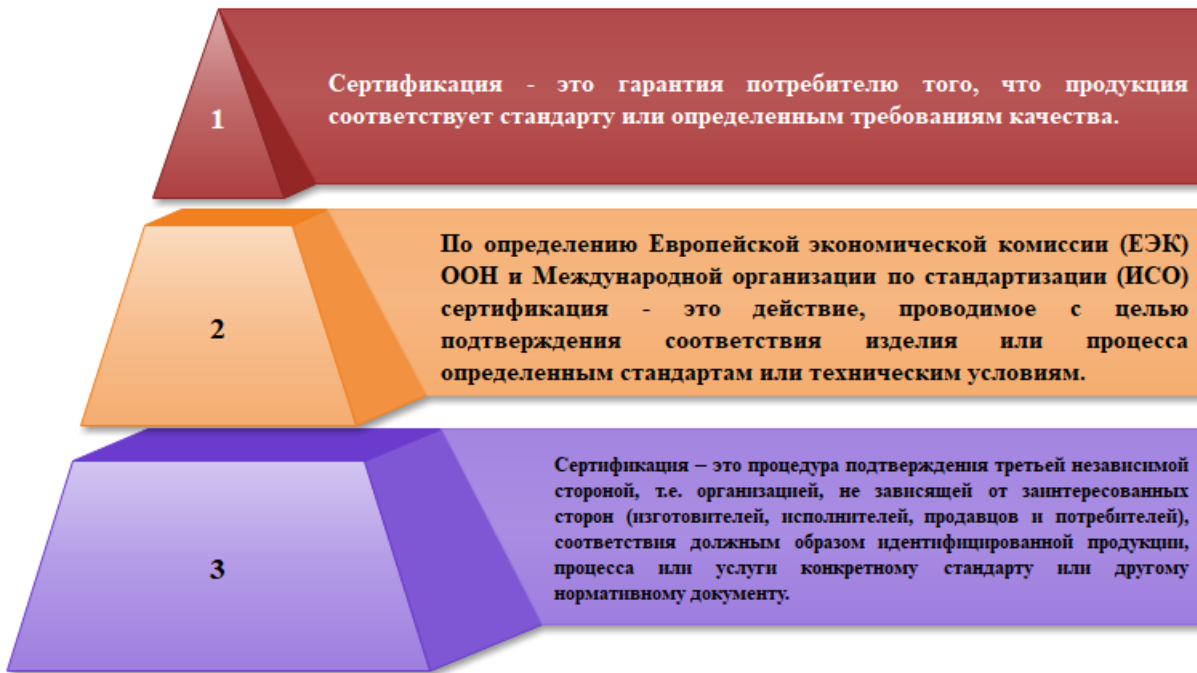 1
Сертификация - это гарантия потребителю того, что продукция
соответствует стандарту или определенным требованиям качества.
2
По определению Европейской экономической комиссии (ЕЭК)
ООН и Международной организации по стандартизации (ИСО)
сертификация - это действие, проводимое с целью
подтверждения соответствия изделия или процесса
определенным стандартам или техническим условиям.
3
Сертификация – это процедура подтверждения третьей независимой
стороной, т.е. организацией, не зависящей от заинтересованных
сторон (изготовителей, исполнителей, продавцов и потребителей),
соответствия должным образом идентифицированной продукции,
процесса или услуги конкретному стандарту или другому
нормативному документу.